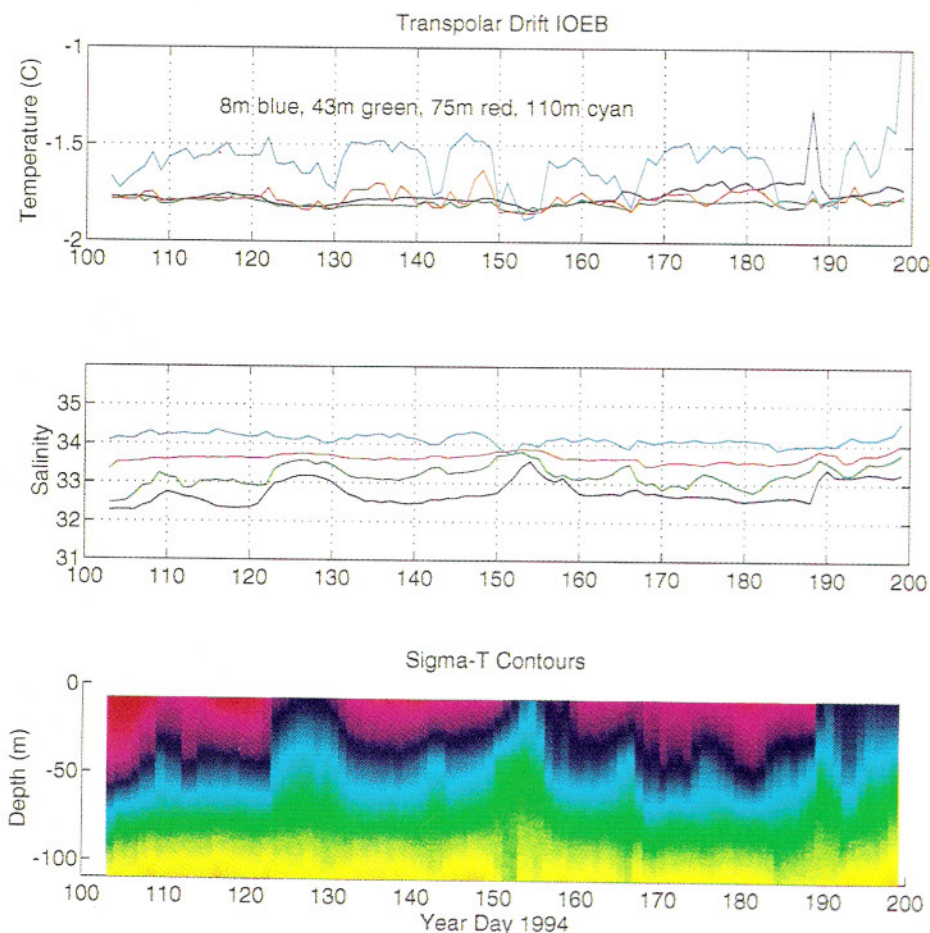 Transpolar Drift IOEB
-1
-1.5
-2
Temperature (C)
8m blue, 43m green, 75m red, 110m cyan
100 110 120 130 140 150 160 170 180 190 200
35
34
33
32
31
Salinity
100 110 120 130 140 150 160 170 180 190 200
Sigma-T Contours
0
-50
-100
Depth (m)
100 110 120 130 140 150 160 170 180 190 200
Year Day 1994